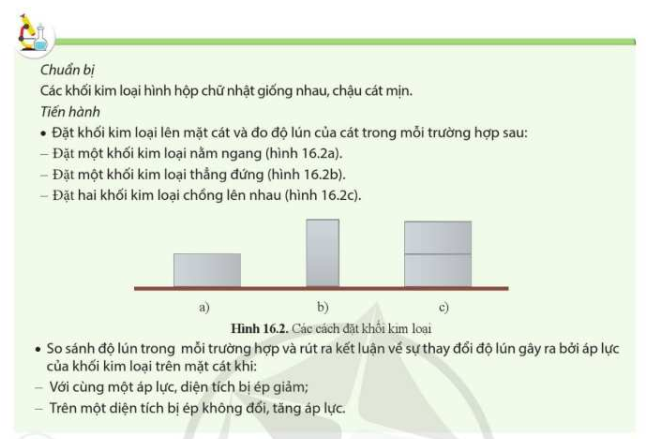 Chuẩn bị
Các khối kim loại hình hộp chữ nhật giống nhau, chậu cát mịn.
Tiến hành
• Đặt khối kim loại lên mặt cát và đo độ lún của cát trong mỗi trường hợp sau:
– Đặt một khối kim loại nằm ngang (hình 16.2a).
– Đặt một khối kim loại thẳng đứng (hình 16.2b).
– Đặt hai khối kim loại chồng lên nhau (hình 16.2c).
a) b) c)
Hình 16.2. Các cách đặt khối kim loại
• So sánh độ lún trong mỗi trường hợp và rút ra kết luận về sự thay đổi độ lún gây ra bởi áp lực
của khối kim loại trên mặt cát khi:
– Với cùng một áp lực, diện tích bị ép giảm;
– Trên một diện tích bị ép không đổi, tăng áp lực.